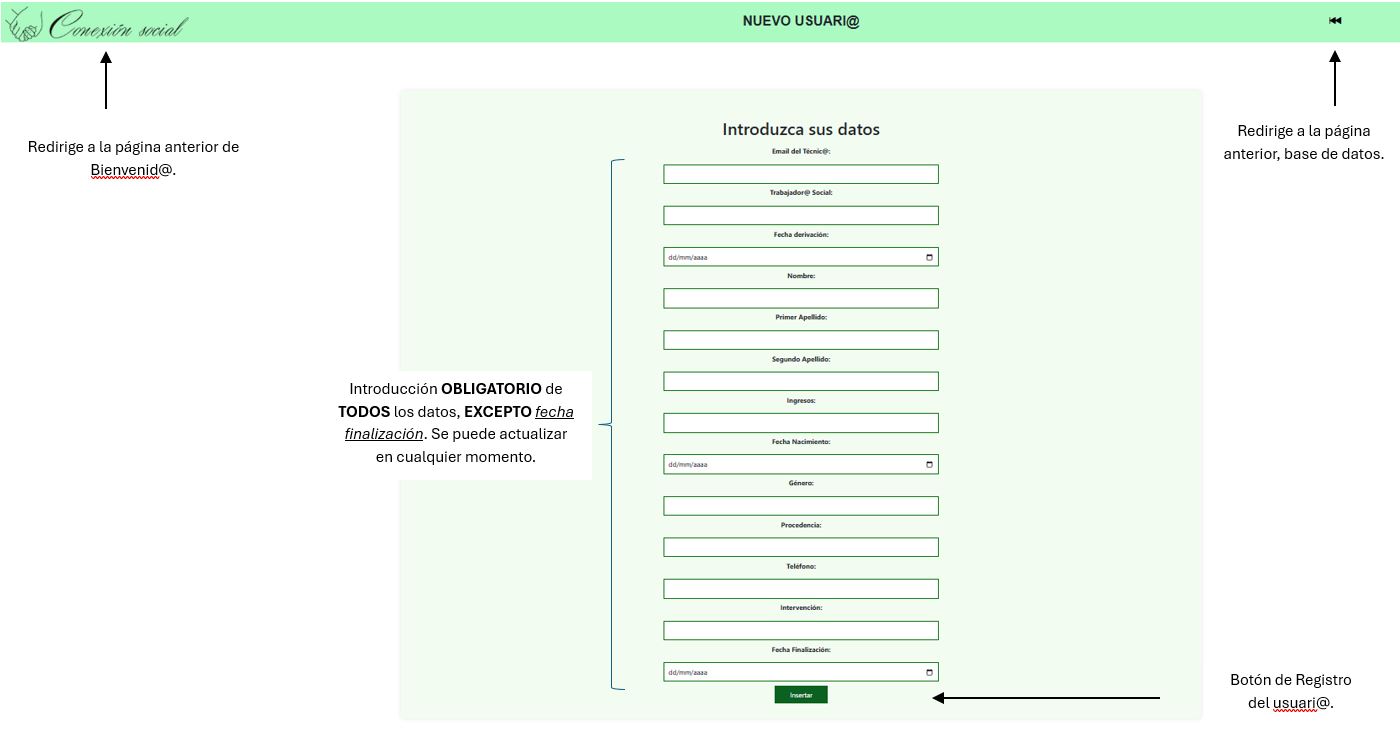 Conexión social
NUEVO USUARI@
Redirige a la página anterior de
Bienvenid@.
Redirige a la página
anterior, base de datos.
Introduzca sus datos
Email del Técnic@:
Trabajador@ Social:
Fecha derivación:
dd/mm/aaaa
Nombre:
Primer Apellido:
Segundo Apellido:
Ingresos:
Fecha Nacimiento:
dd/mm/aaaa
Género:
Procedencia:
Teléfono:
Intervención:
Fecha Finalización:
dd/mm/aaaa
Insertar
Introducción OBLIGATORIO de
TODOS los datos, EXCEPTO fecha
finalización. Se puede actualizar
en cualquier momento.
Botón de Registro
del usuari@.